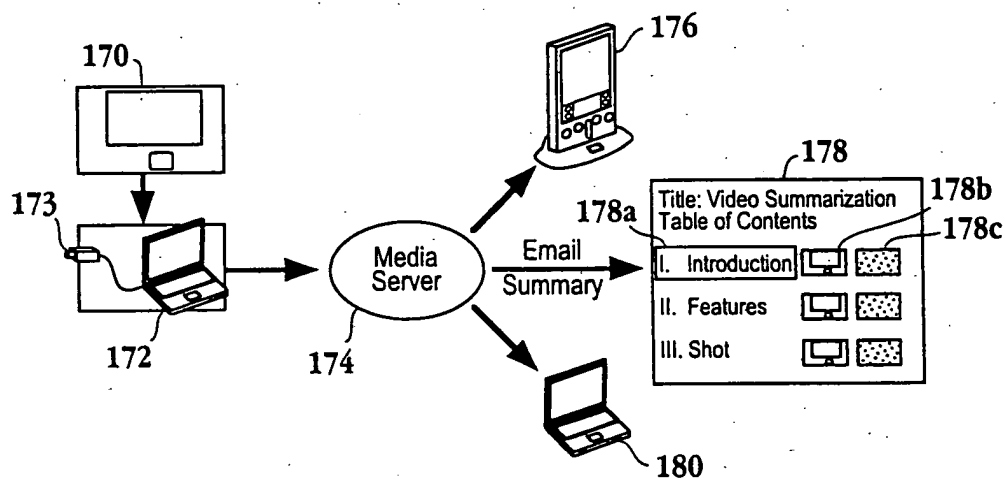 170
176
173
178
178a
Title: Video Summarization
Table of Contents
178b
178c
Media
Server
Email
Summary
I. Introduction
II. Features
III. Shot
172
174
180